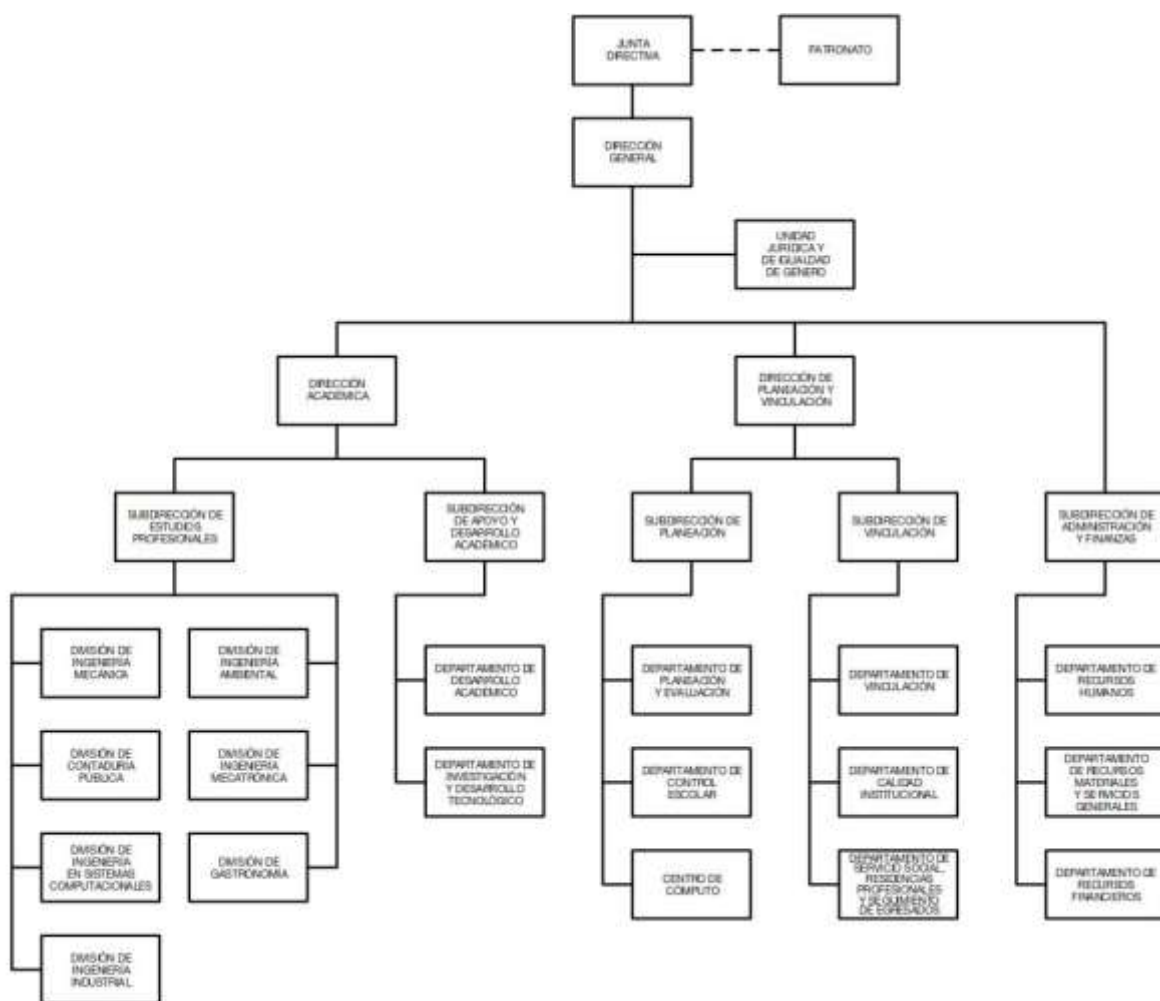 JUNTA
DIRECTIVA
PATRONATO
DIRECCIÓN
GENERAL
UNIDAD
JURÍDICA Y
DE IGUALDAD
DE GÉNERO
DIRECCIÓN
ACADÉMICA
DIRECCIÓN DE
PLANEACIÓN Y
VINCULACIÓN
SUBDIRECCIÓN DE
ESTUDIOS
PROFESIONALES
SUBDIRECCIÓN
DE APOYO Y
DESARROLLO
ACADÉMICO
SUBDIRECCIÓN DE
PLANEACIÓN
SUBDIRECCIÓN DE
VINCULACIÓN
SUBDIRECCIÓN DE
ADMINISTRACIÓN
Y FINANZAS
DIVISIÓN DE
INGENIERÍA
MECÁNICA
DIVISIÓN DE
INGENIERÍA
AMBIENTAL
DEPARTAMENTO DE
DESARROLLO
ACADÉMICO
DEPARTAMENTO DE
PLANEACIÓN
Y EVALUACIÓN
DEPARTAMENTO DE
VINCULACIÓN
DEPARTAMENTO DE
RECURSOS
HUMANOS
DIVISIÓN DE
CONTADURÍA
PÚBLICA
DIVISIÓN DE
INGENIERÍA
MECATRÓNICA
DEPARTAMENTO DE
INVESTIGACIÓN
Y DESARROLLO
TECNOLÓGICO
DEPARTAMENTO DE
CONTROL
ESCOLAR
DEPARTAMENTO DE
CALIDAD
INSTITUCIONAL
DEPARTAMENTO
DE RECURSOS
MATERIALES
Y SERVICIOS
GENERALES
DIVISIÓN DE
INGENIERÍA
EN SISTEMAS
COMPUTACIONALES
DIVISIÓN DE
GASTRONOMÍA
CENTRO DE
CÓMPUTO
DEPARTAMENTO DE
SERVICIO SOCIAL,
RESIDENCIAS
PROFESIONALES
Y SEGUIMIENTO
DE EGRESADOS
DEPARTAMENTO DE
RECURSOS
FINANCIEROS
DIVISIÓN DE
INGENIERÍA
INDUSTRIAL